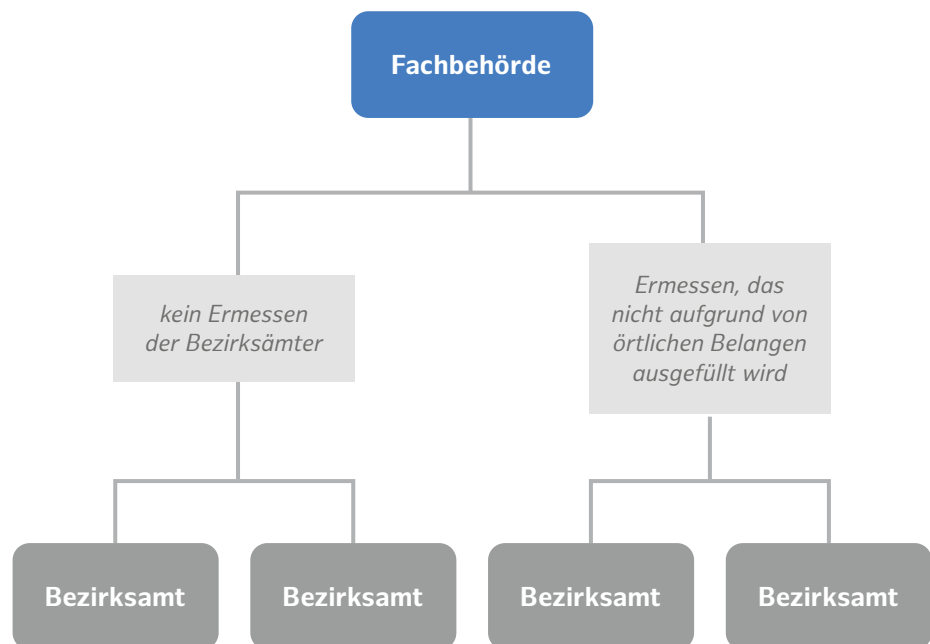 Fachbehörde
kein Ermessen
der Bezirksämter
Ermessen, das
nicht aufgrund von
örtlichen Belangen
ausgefüllt wird
Bezirksamt
Bezirksamt
Bezirksamt
Bezirksamt